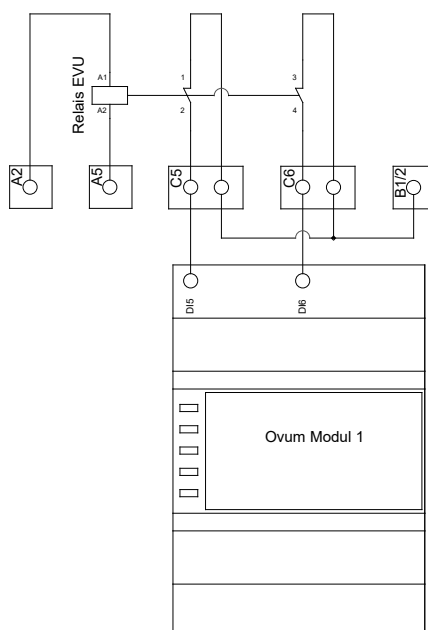 A1
1
3
Relais EVU
A2
2
4
A2
A5
C5
C6
B1/2
DI5
DI6
Ovum Modul 1